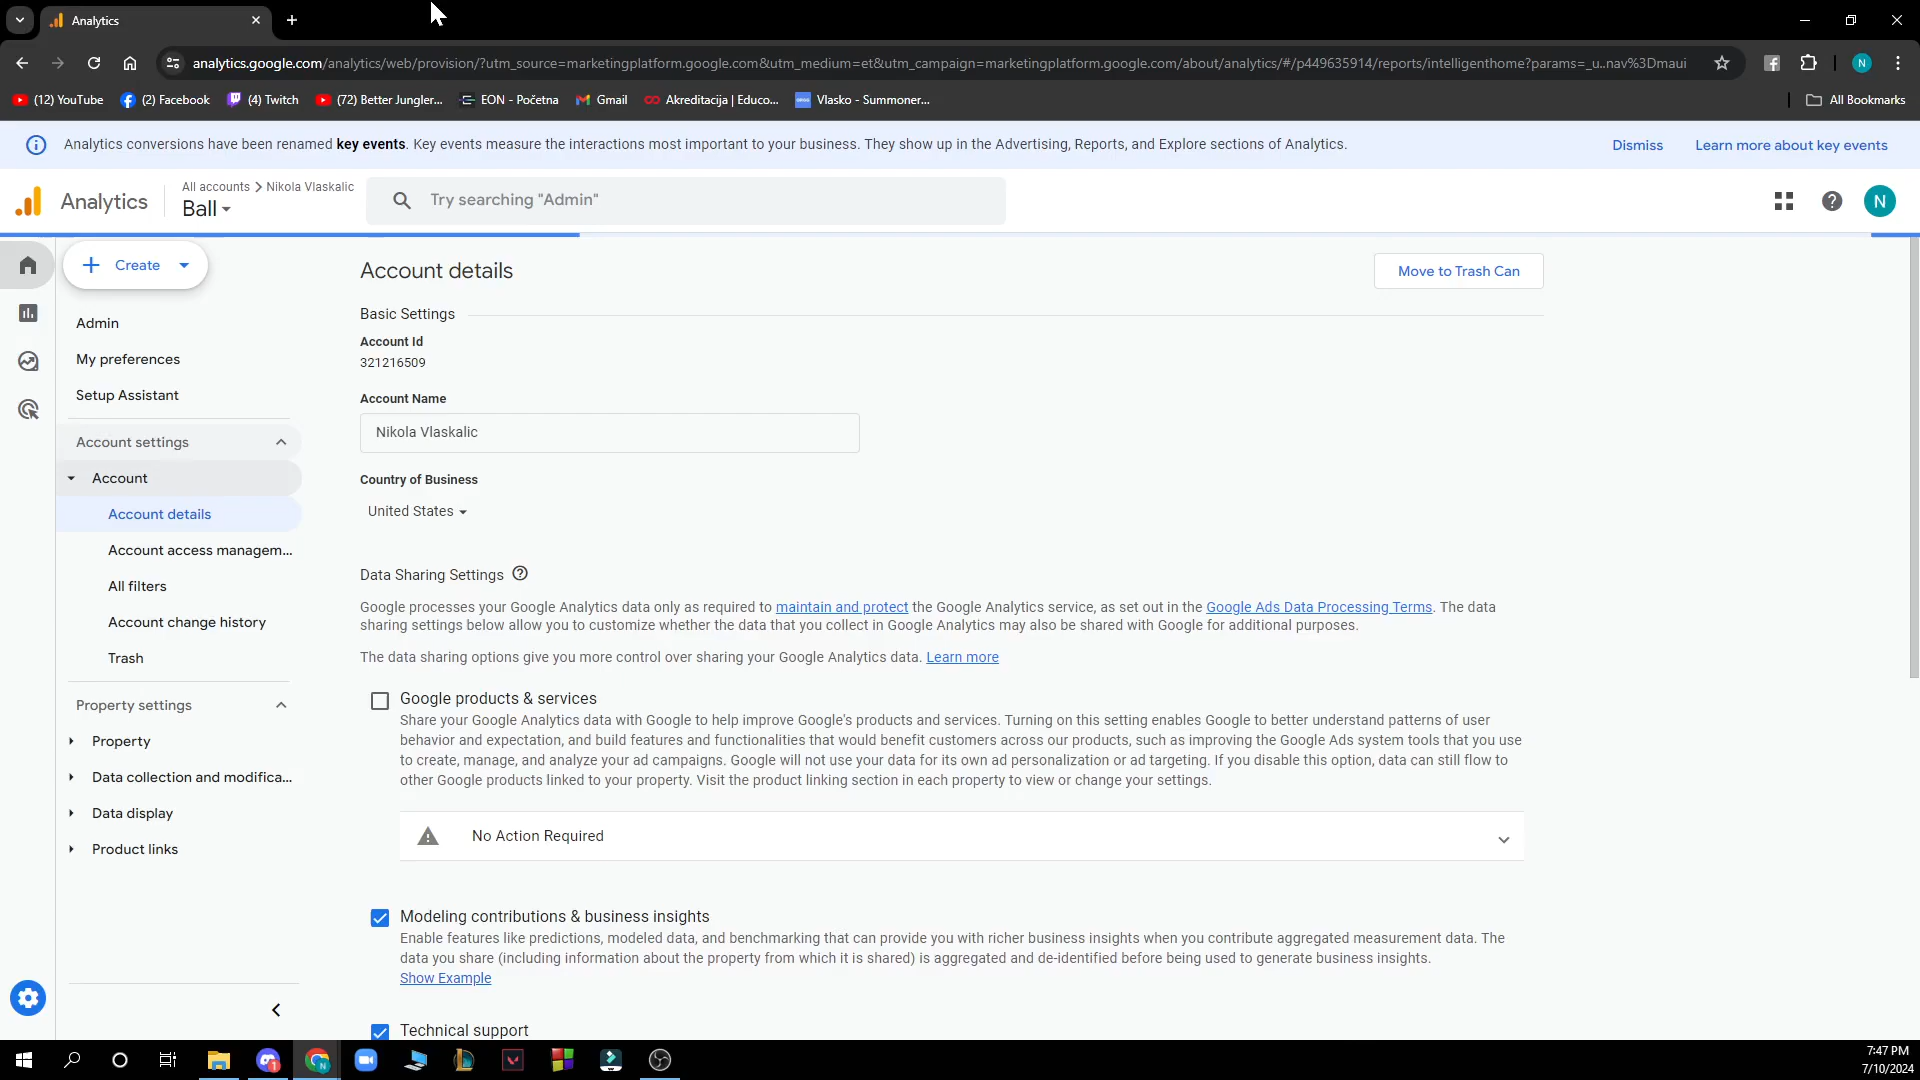 Analytics
analytics.google.com/analytics/web/provision/?utm_source=marketingplatform.google.com&utm_medium=et&utm_campaign=marketingplatform.google.com/about/analytics/#/p449635914/reports/intelligenthome?params=_u..nav%3Dmaui
(12) YouTube
(2) Facebook
(4) Twitch
(72) Better Jungler...
EON - Početna
Gmail
Akreditacija | Educo...
Vlasko - Summoner...
All Bookmarks
Analytics conversions have been renamed key events. Key events measure the interactions most important to your business. They show up in the Advertising, Reports, and Explore sections of Analytics.
Dismiss
Learn more about key events
Analytics
All accounts > Nikola Vlaskalic
Ball
Try searching "Admin"
N
Create
Admin
My preferences
Setup Assistant
Account settings
Account
Account details
Account access managem...
All filters
Account change history
Trash
Property settings
Property
Data collection and modifica...
Data display
Product links
Account details
Move to Trash Can
Basic Settings
Account Id
321216509
Account Name
Nikola Vlaskalic
Country of Business
United States
Data Sharing Settings
Google processes your Google Analytics data only as required to maintain and protect the Google Analytics service, as set out in the Google Ads Data Processing Terms. The data
sharing settings below allow you to customize whether the data that you collect in Google Analytics may also be shared with Google for additional purposes.
The data sharing options give you more control over sharing your Google Analytics data. Learn more
Google products & services
Share your Google Analytics data with Google to help improve Google's products and services. Turning on this setting enables Google to better understand patterns of user
behavior and expectation, and build features and functionalities that would benefit customers across our products, such as improving the Google Ads system tools that you use
to create, manage, and analyze your ad campaigns. Google will not use your data for its own ad personalization or ad targeting. If you disable this option, data can still flow to
other Google products linked to your property. Visit the product linking section in each property to view or change your settings.
No Action Required
Modeling contributions & business insights
Enable features like predictions, modeled data, and benchmarking that can provide you with richer business insights when you contribute aggregated measurement data. The
data you share (including information about the property from which it is shared) is aggregated and de-identified before being used to generate business insights.
Show Example
Technical support
7:47 PM
7/10/2024